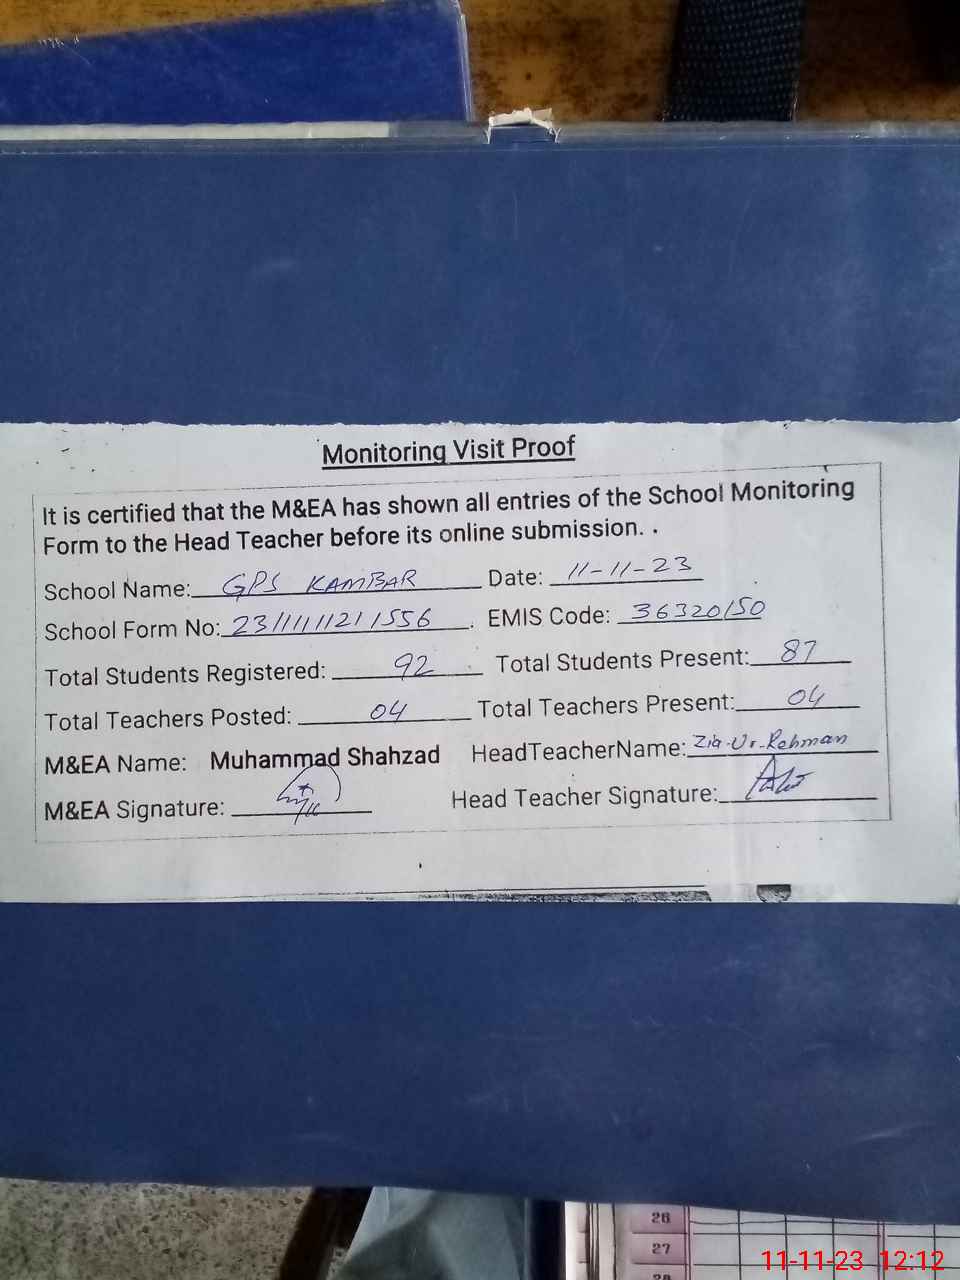 Monitoring Visit Proof
It is certified that the M&EA has shown all entries of the School Monitoring
Form to the Head Teacher before its online submission. .
School Name: GPS KAMBAR Date: 11-11-23
School Form No: 231111111211556 EMIS Code: 36320150
Total Students Registered: 92 Total Students Present: 87
Total Teachers Posted: 04 Total Teachers Present: 04
M&EA Name: Muhammad Shahzad HeadTeacherName: Zia-Ur-Rehman
M&EA Signature: Head Teacher Signature:
26
27
28
11-11-23 12:12